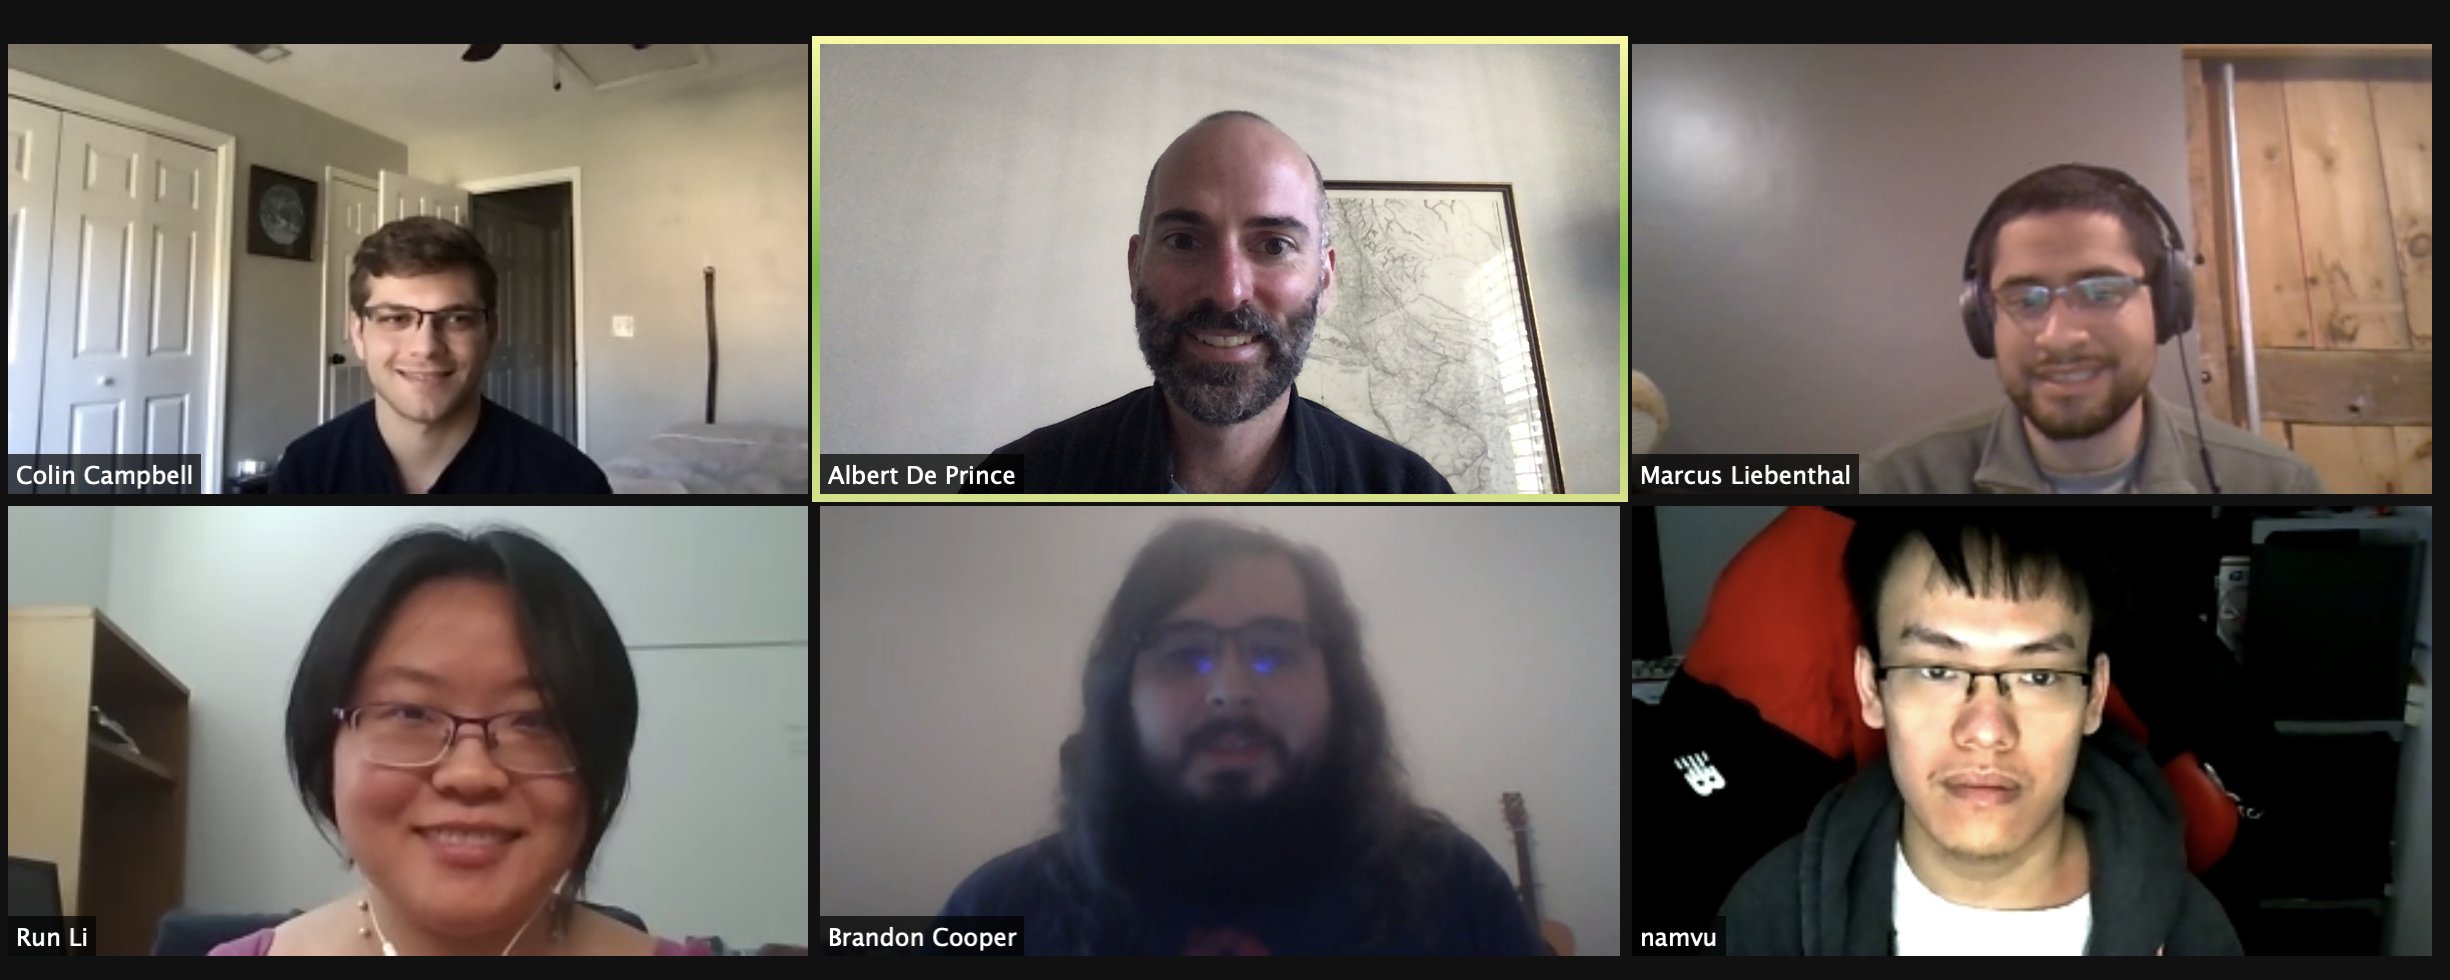 Colin Campbell
Albert De Prince
Marcus Liebenthal
Run Li
Brandon Cooper
namvu